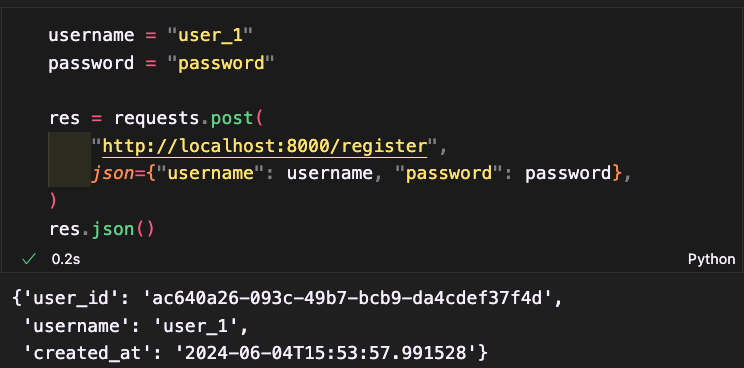 username = "user_1"
password = "password"
res = requests.post(
"http://localhost:8000/register",
json={"username": username, "password": password},
)
res.json()
✓ 0.2s Python
{'user_id': 'ac640a26-093c-49b7-bcb9-da4cdef37f4d',
'username': 'user_1',
'created_at': '2024-06-04T15:53:57.991528'}